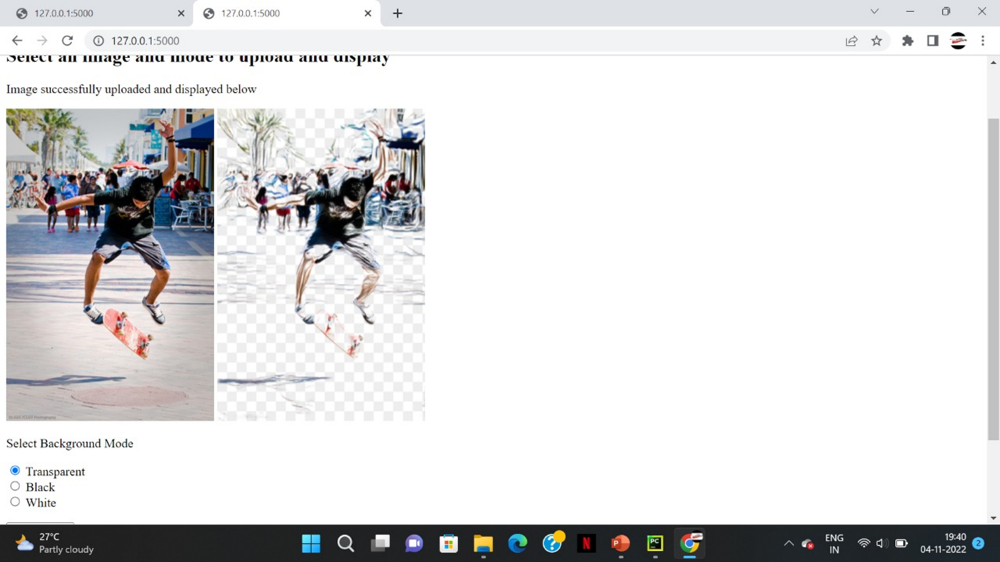 127.0.0.1:5000
127.0.0.1:5000
127.0.0.1:5000
Select an image and mode to upload and display
Image successfully uploaded and displayed below
Select Background Mode
Transparent
Black
White
27°C
Partly cloudy
N
P
PC
ENG
IN
19:40
04-11-2022
2